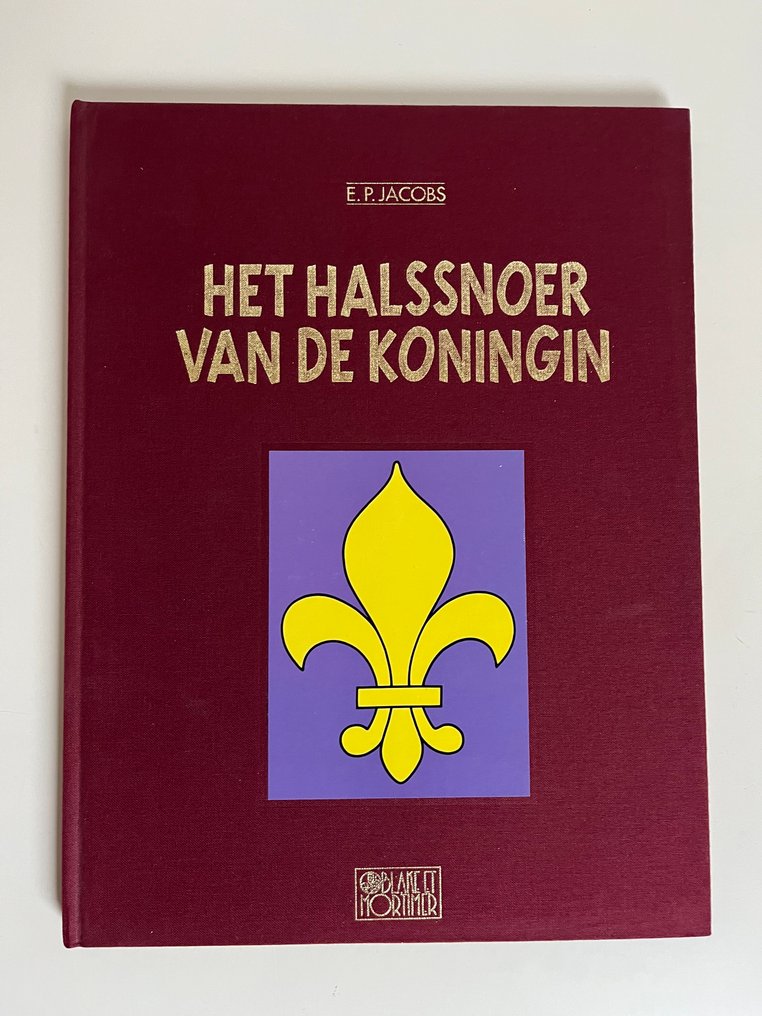 E. P. JACOBS
HET HALSSNOER
VAN DE KONINGIN
BLAKE ET
MORTIMER